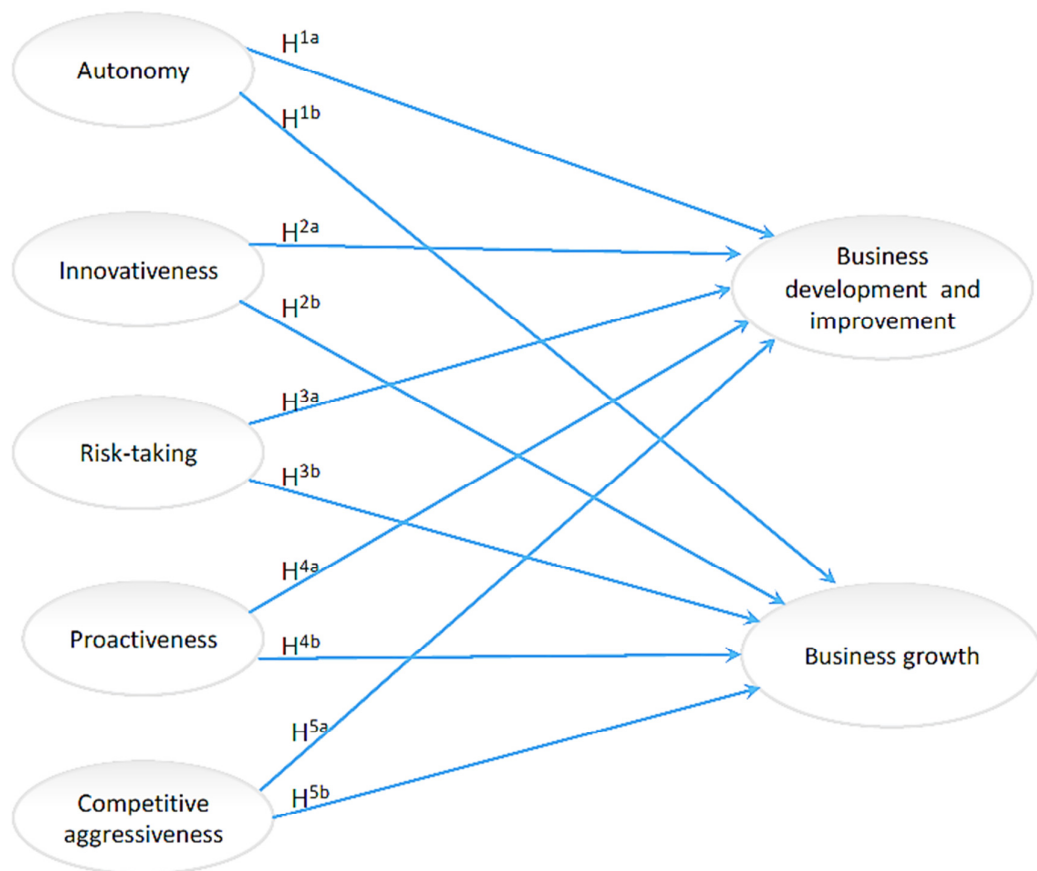 Autonomy
H1a
H1b
Innovativeness
H2a
H2b
Risk-taking
H3a
H3b
Proactiveness
H4a
H4b
Competitive
aggressiveness
H5a
H5b
Business
development and
improvement
Business growth